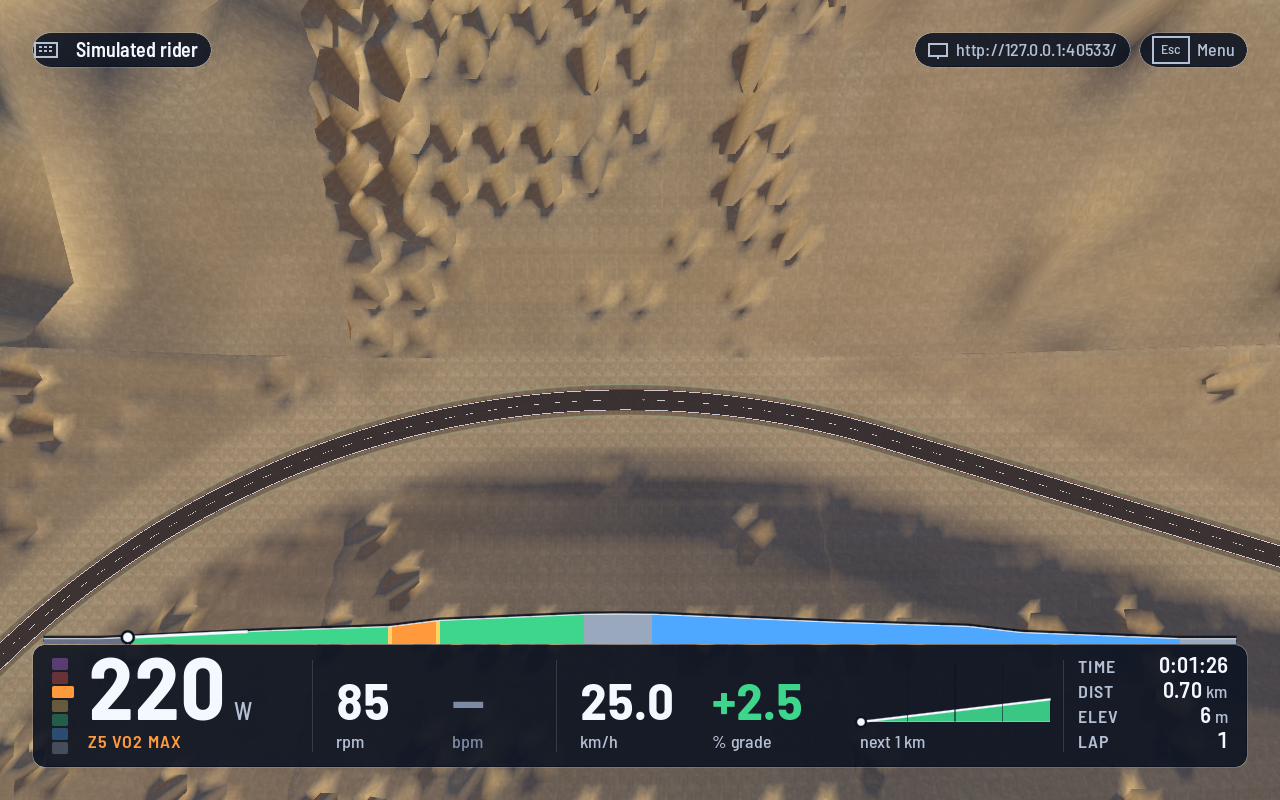 Simulated rider
http://127.0.0.1:40533/
Esc Menu
220 W
Z5 VO2 MAX
85
rpm
—
bpm
25.0
km/h
+2.5
% grade
next 1 km
TIME 0:01:26
DIST 0.70 km
ELEV 6 m
LAP 1